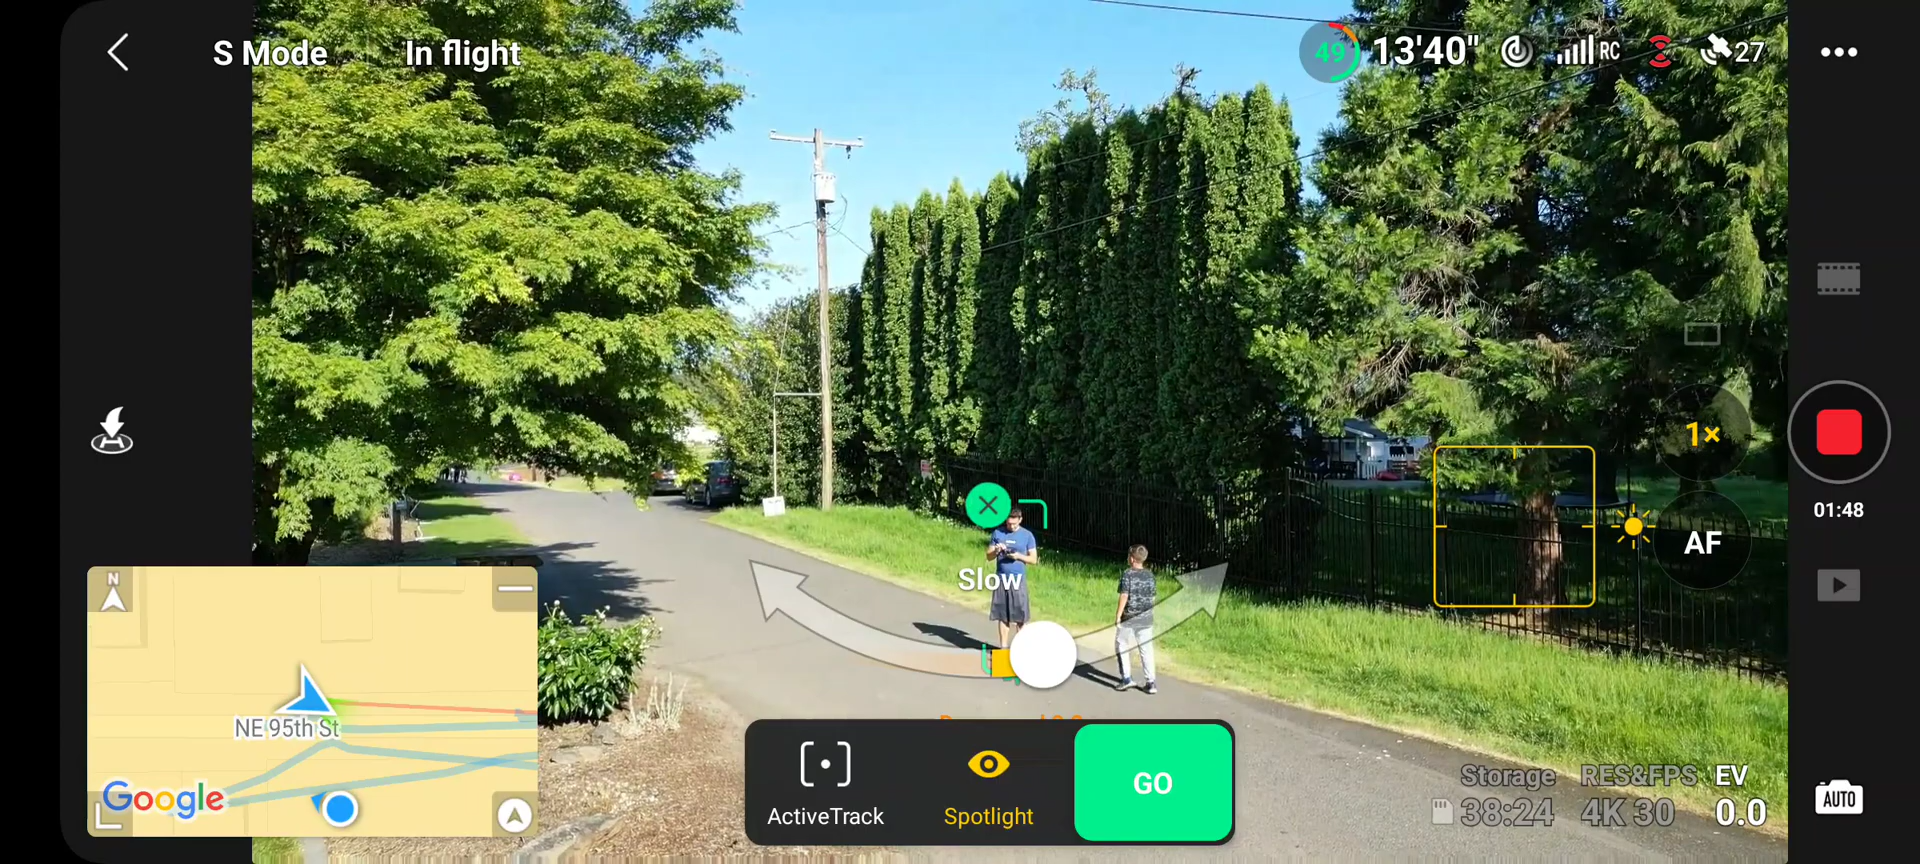 S Mode In flight
49 13'40" RC 27
1×
01:48
AF
Slow
N
NE 95th St
Google
ActiveTrack Spotlight GO
Storage RES&FPS EV
38:24 4K 30 0.0
AUTO